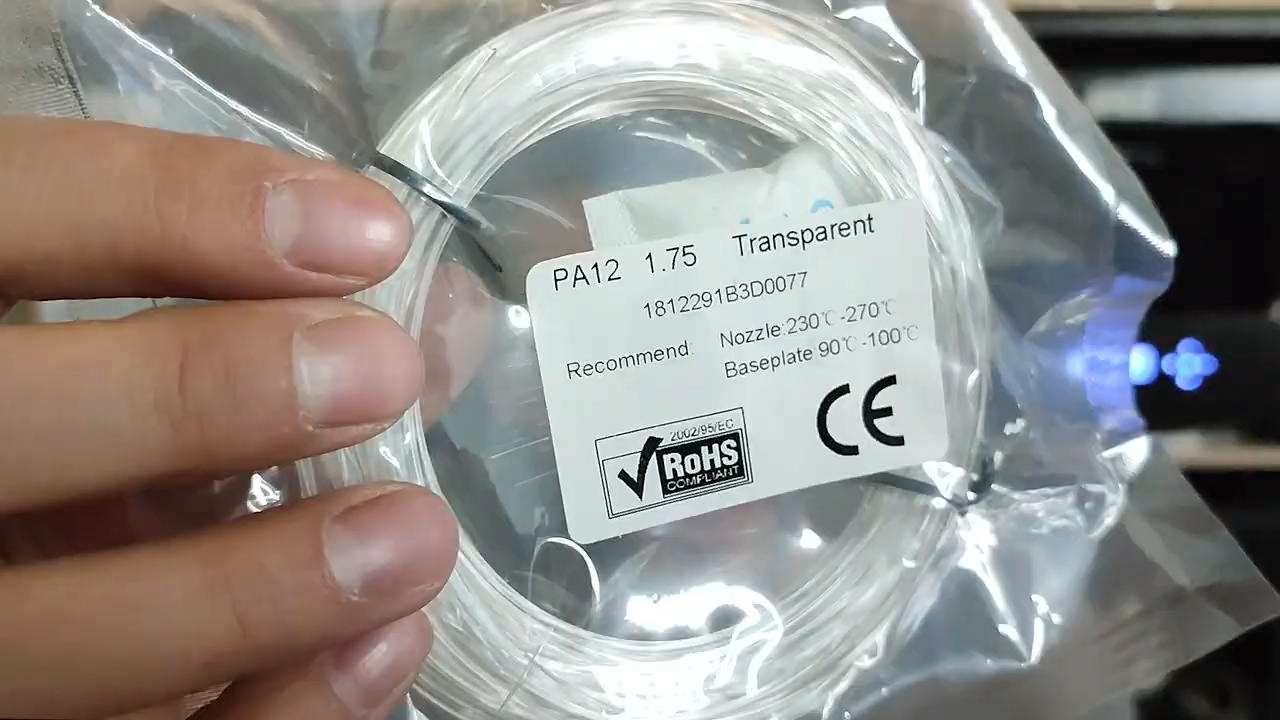 PA12 1.75 Transparent
1812291B3D0077
Recommend: Nozzle:230℃-270℃
Baseplate 90℃-100℃
2002/95/EC
RoHS
COMPLIANT
CE